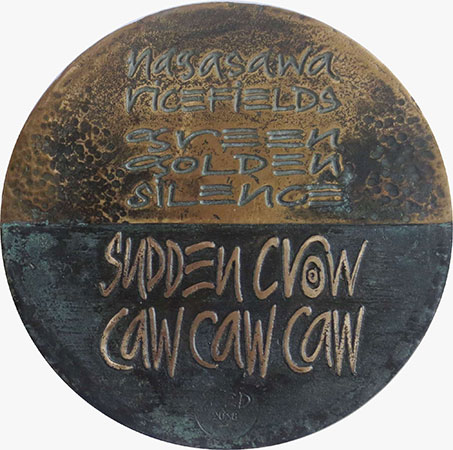 nagasawa
riceFIELDS
GREEN
GOLDEN
SILENCE
SUDDEN CROW
CAW CAW CAW